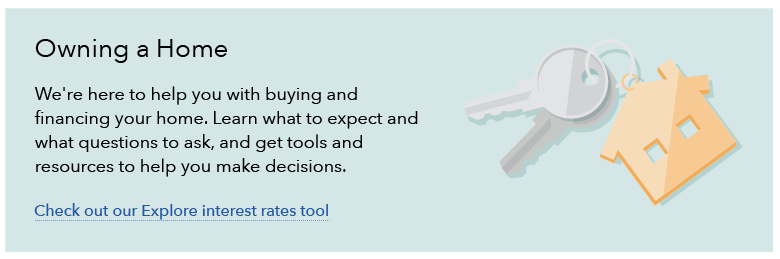 Owning a Home
We're here to help you with buying and
financing your home. Learn what to expect and
what questions to ask, and get tools and
resources to help you make decisions.
Check out our Explore interest rates tool